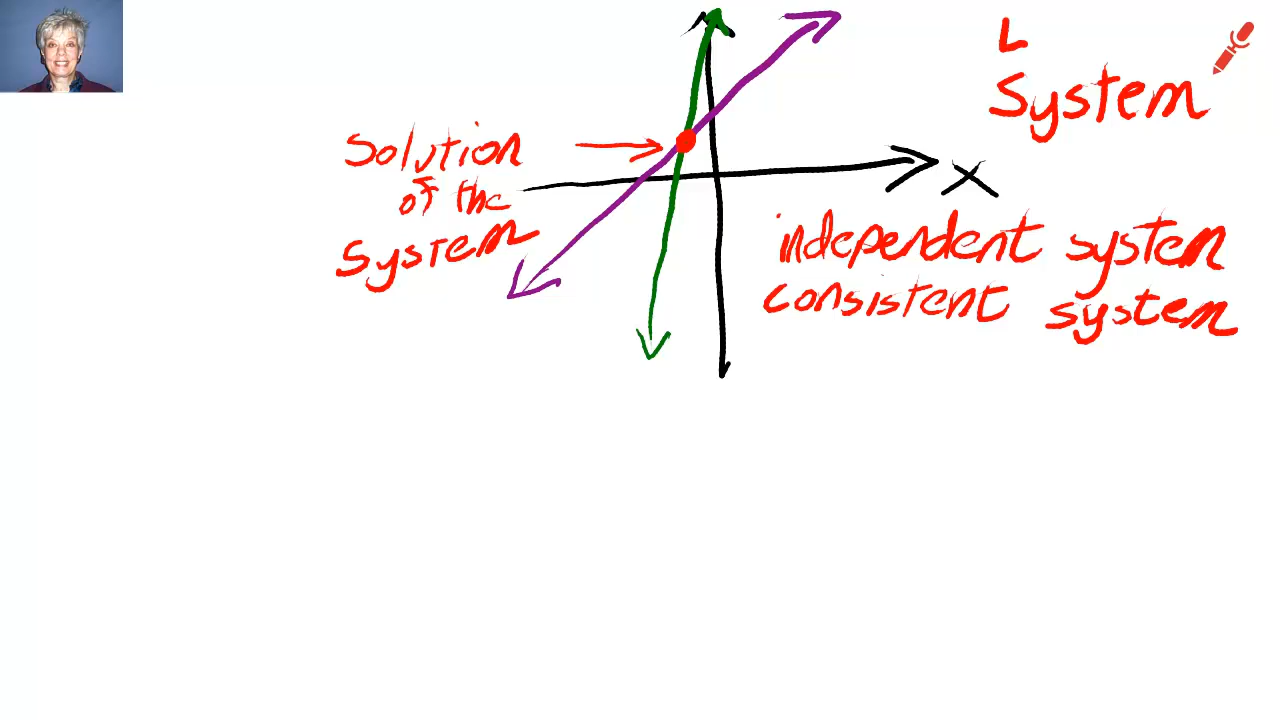 L
System
Solution
of the
system
x
independent system
consistent system